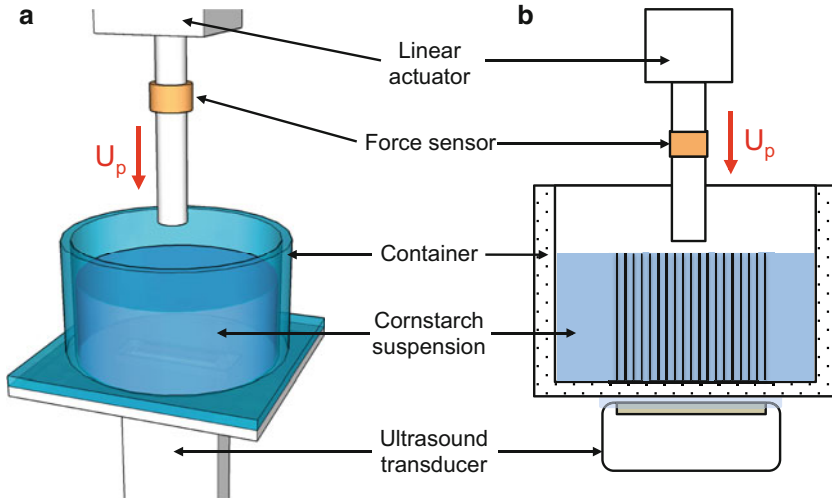 a
b
Linear
actuator
Force sensor
Up
Up
Container
Cornstarch
suspension
Ultrasound
transducer